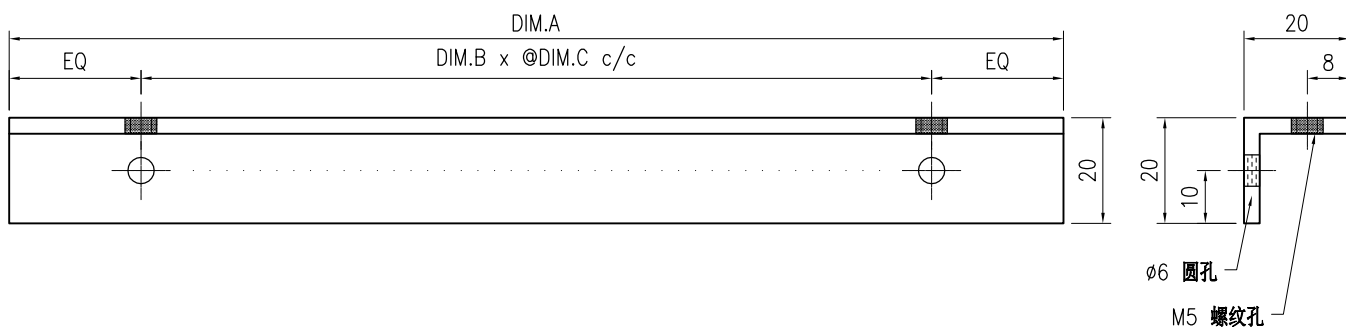 DIM.A
EQ
DIM.B x @DIM.C c/c
EQ
20
8
20
20
10
ø6 圆孔
M5 螺纹孔